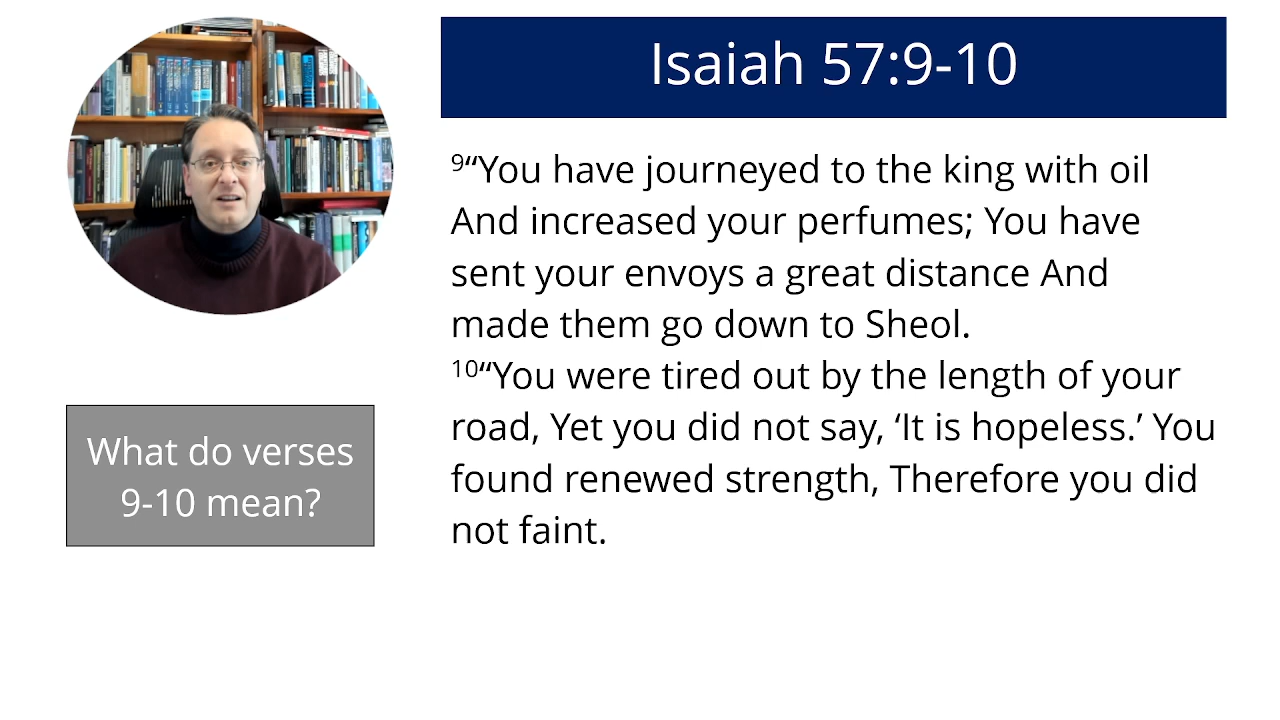 Isaiah 57:9-10
9“You have journeyed to the king with oil
And increased your perfumes; You have
sent your envoys a great distance And
made them go down to Sheol.
10“You were tired out by the length of your
road, Yet you did not say, ‘It is hopeless.’ You
found renewed strength, Therefore you did
not faint.
What do verses
9-10 mean?